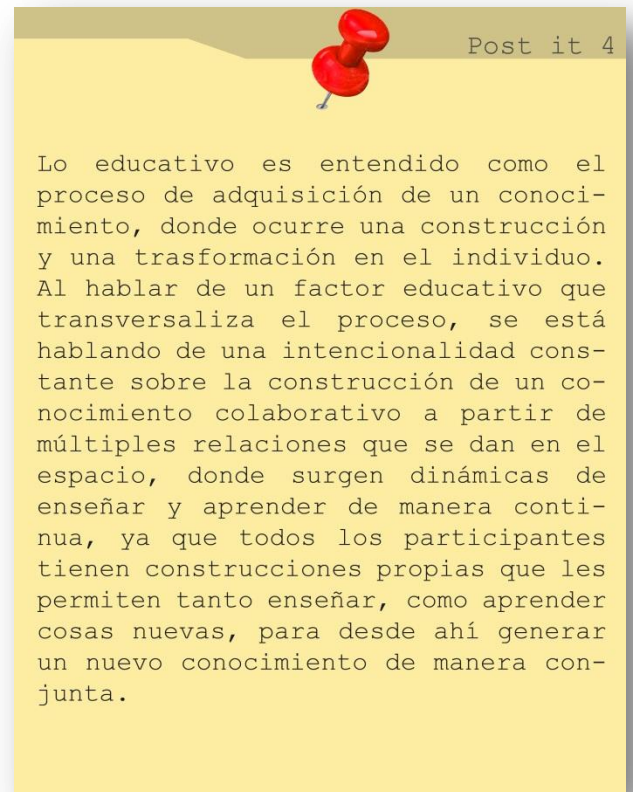 Post it 4
Lo educativo es entendido como el
proceso de adquisición de un conoci-
miento, donde ocurre una construcción
y una trasformación en el individuo.
Al hablar de un factor educativo que
transversaliza el proceso, se está
hablando de una intencionalidad cons-
tante sobre la construcción de un co-
nocimiento colaborativo a partir de
múltiples relaciones que se dan en el
espacio, donde surgen dinámicas de
enseñar y aprender de manera conti-
nua, ya que todos los participantes
tienen construcciones propias que les
permiten tanto enseñar, como aprender
cosas nuevas, para desde ahí generar
un nuevo conocimiento de manera con-
junta.